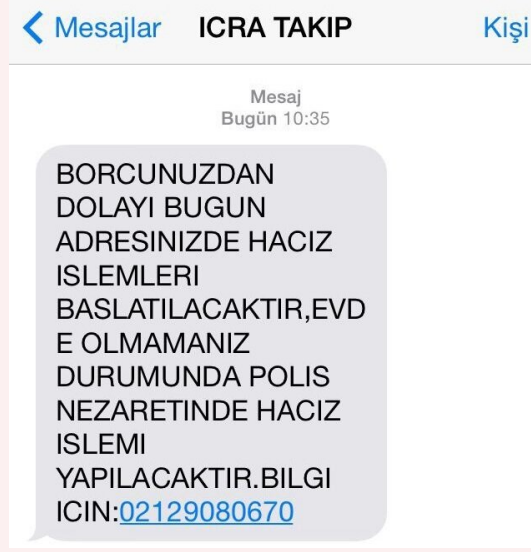 Mesajlar ICRA TAKIP Kişi
Mesaj
Bugün 10:35
BORCUNUZDAN
DOLAYI BUGUN
ADRESINIZDE HACIZ
ISLEMLERI
BASLATILACAKTIR,EVD
E OLMAMANIZ
DURUMUNDA POLIS
NEZARETINDE HACIZ
ISLEMI
YAPILACAKTIR.BILGI
ICIN:02129080670